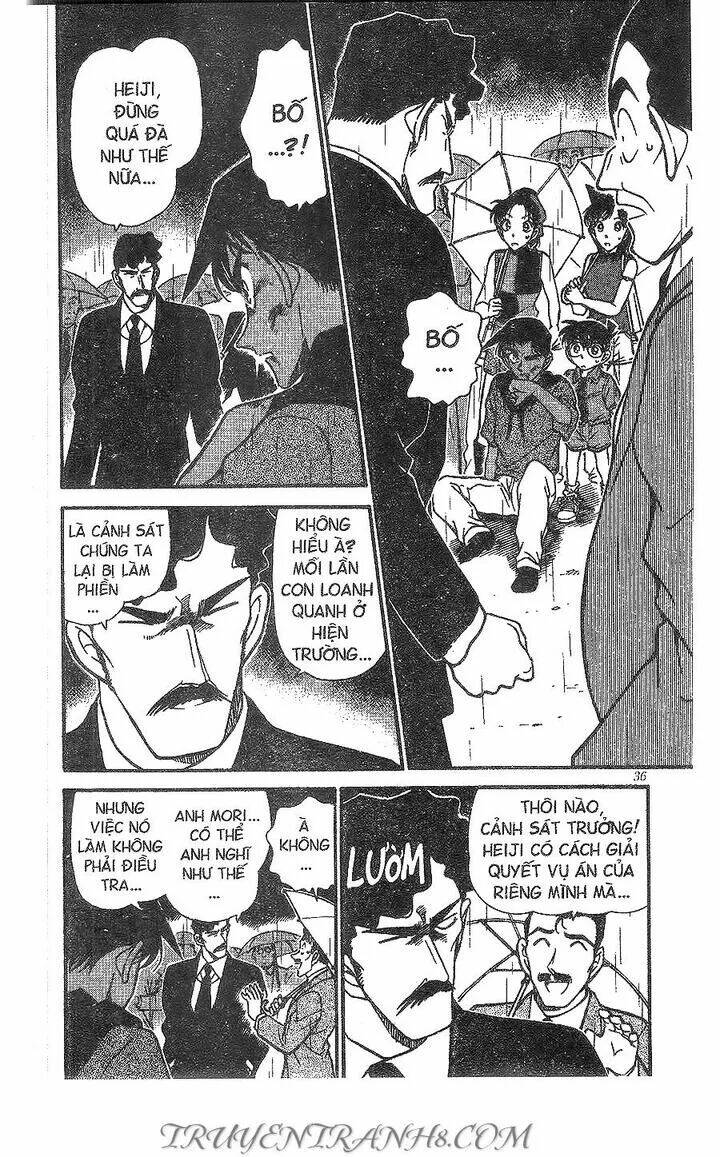 BỐ
...
BỐ
...?!
HEIJI,
ĐỪNG
QUÁ ĐÀ
NHƯ THẾ
NỮA...
KHÔNG
HIỂU À?
MỖI LẦN
CON LOANH
QUANH Ở
HIỆN
TRƯỜNG...
LÀ CẢNH SÁT
CHÚNG TA
LẠI BỊ LÀM
PHIỀN
...
36
THÔI NÀO,
CẢNH SÁT TRƯỞNG!
HEIJI CÓ CÁCH GIẢI
QUYẾT VỤ ÁN CỦA
RIÊNG MÌNH MÀ...
LƯỜM
À
KHÔNG
...
ANH MORI...
CÓ THỂ
ANH NGHĨ
NHƯ THẾ
...
NHƯNG
VIỆC NÓ
LÀM KHÔNG
PHẢI ĐIỀU
TRA...
TRUYENTRANH8.COM